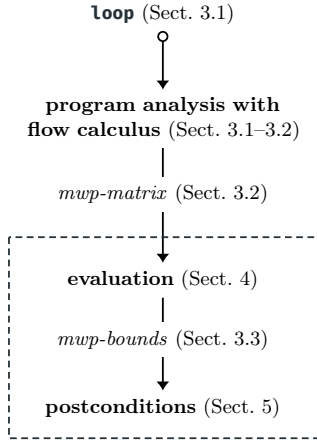 loop (Sect. 3.1)
program analysis with
flow calculus (Sect. 3.1–3.2)
mwp-matrix (Sect. 3.2)
evaluation (Sect. 4)
mwp-bounds (Sect. 3.3)
postconditions (Sect. 5)